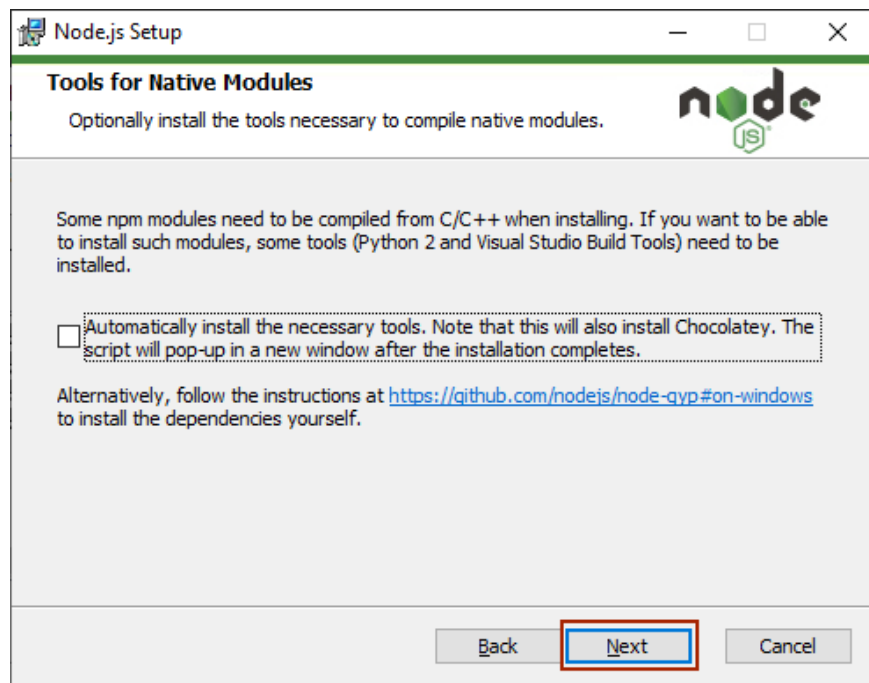 Node.js Setup
Tools for Native Modules
Optionally install the tools necessary to compile native modules.
node
JS
Some npm modules need to be compiled from C/C++ when installing. If you want to be able
to install such modules, some tools (Python 2 and Visual Studio Build Tools) need to be
installed.
Automatically install the necessary tools. Note that this will also install Chocolatey. The
script will pop-up in a new window after the installation completes.
Alternatively, follow the instructions at https://github.com/nodejs/node-gyp#on-windows
to install the dependencies yourself.
Back
Next
Cancel